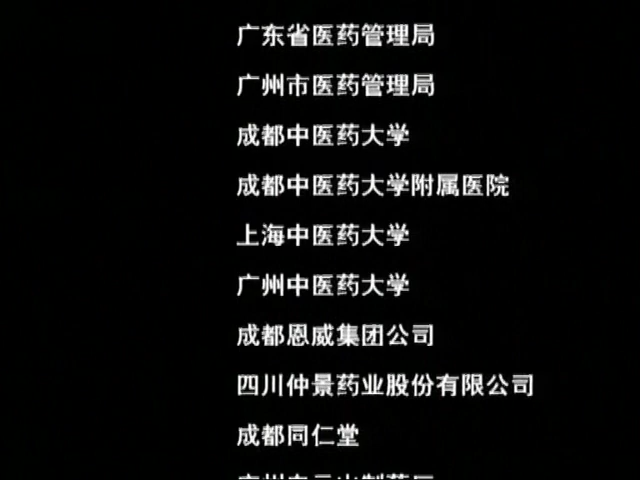 广东省医药管理局
广州市医药管理局
成都中医药大学
成都中医药大学附属医院
上海中医药大学
广州中医药大学
成都恩威集团公司
四川仲景药业股份有限公司
成都同仁堂